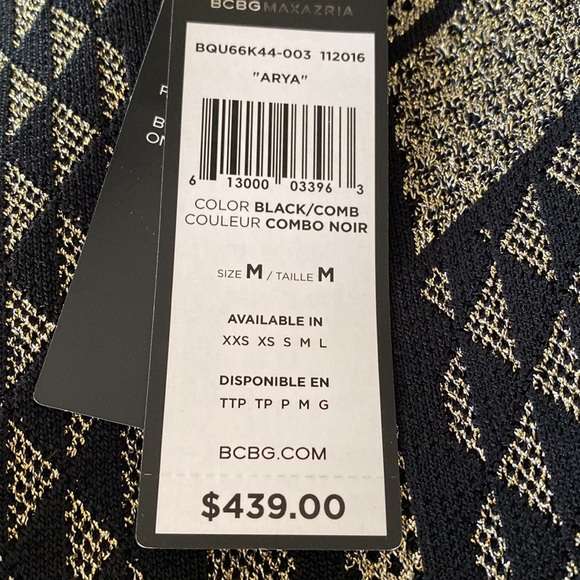 BCBGMAXAZRIA
BQU66K44-003 112016
"ARYA"
6 13000 03396 3
COLOR BLACK/COMB
COULEUR COMBO NOIR
SIZE M / TAILLE M
AVAILABLE IN
XXS XS S M L
DISPONIBLE EN
TTP TP P M G
BCBG.COM
$439.00